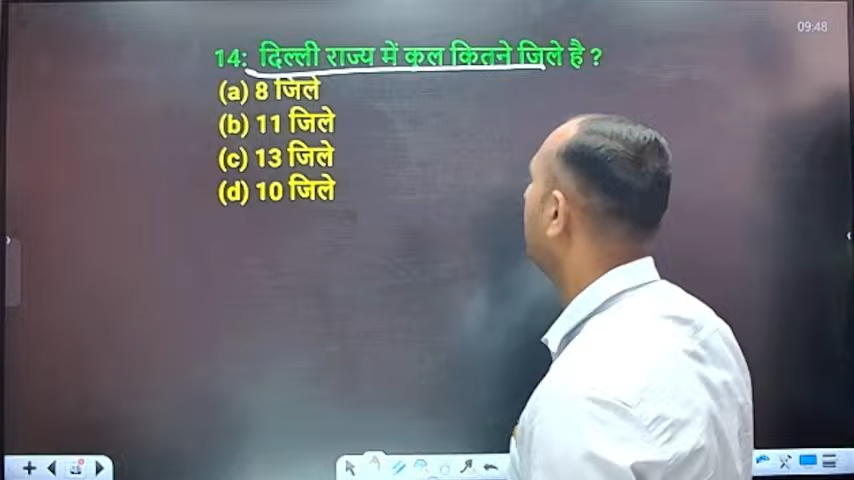 09:48
14: दिल्ली राज्य में कुल कितने जिले है ?
(a) 8 जिले
(b) 11 जिले
(c) 13 जिले
(d) 10 जिले